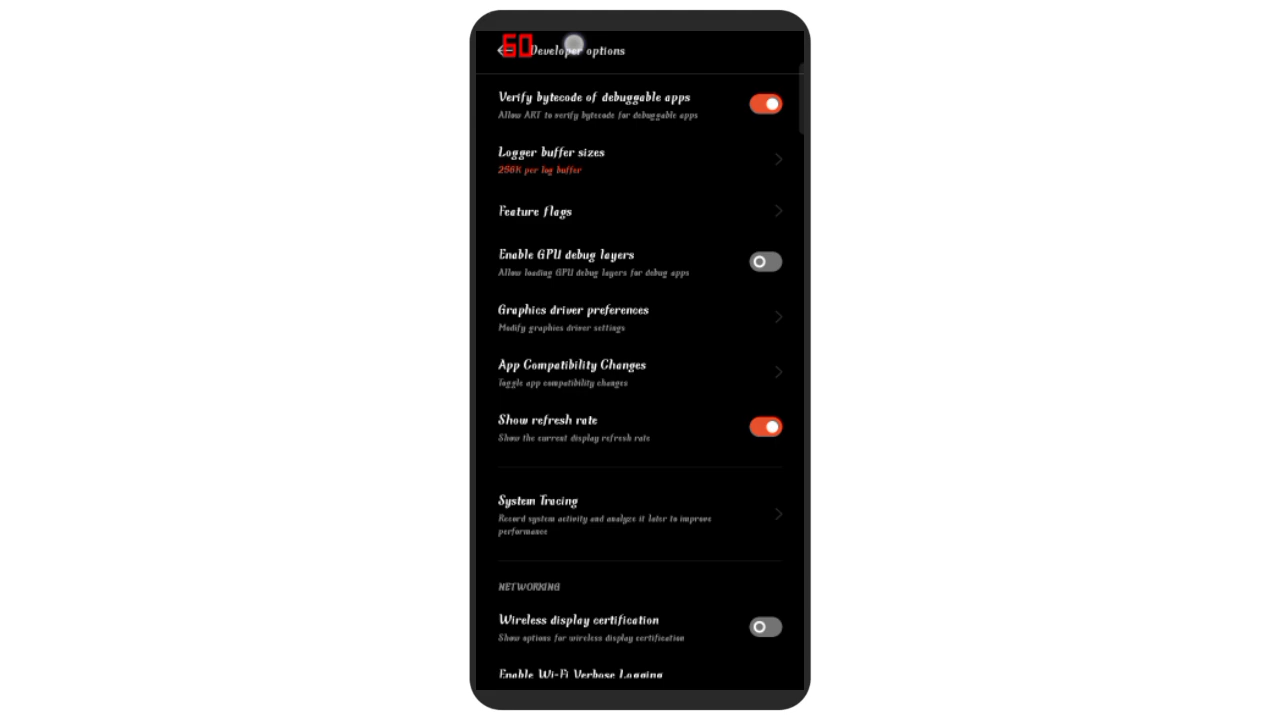 60
Developer options
Verify bytecode of debuggable apps
Allow ART to verify bytecode for debuggable apps
Logger buffer sizes
256K per log buffer
Feature flags
Enable GPU debug layers
Allow loading GPU debug layers for debug apps
Graphics driver preferences
Modify graphics driver settings
App Compatibility Changes
Toggle app compatibility changes
Show refresh rate
Show the current display refresh rate
System Tracing
Record system activity and analyze it later to improve
performance
NETWORKING
Wireless display certification
Show options for wireless display certification
Enable Wi-Fi Verbose Logging